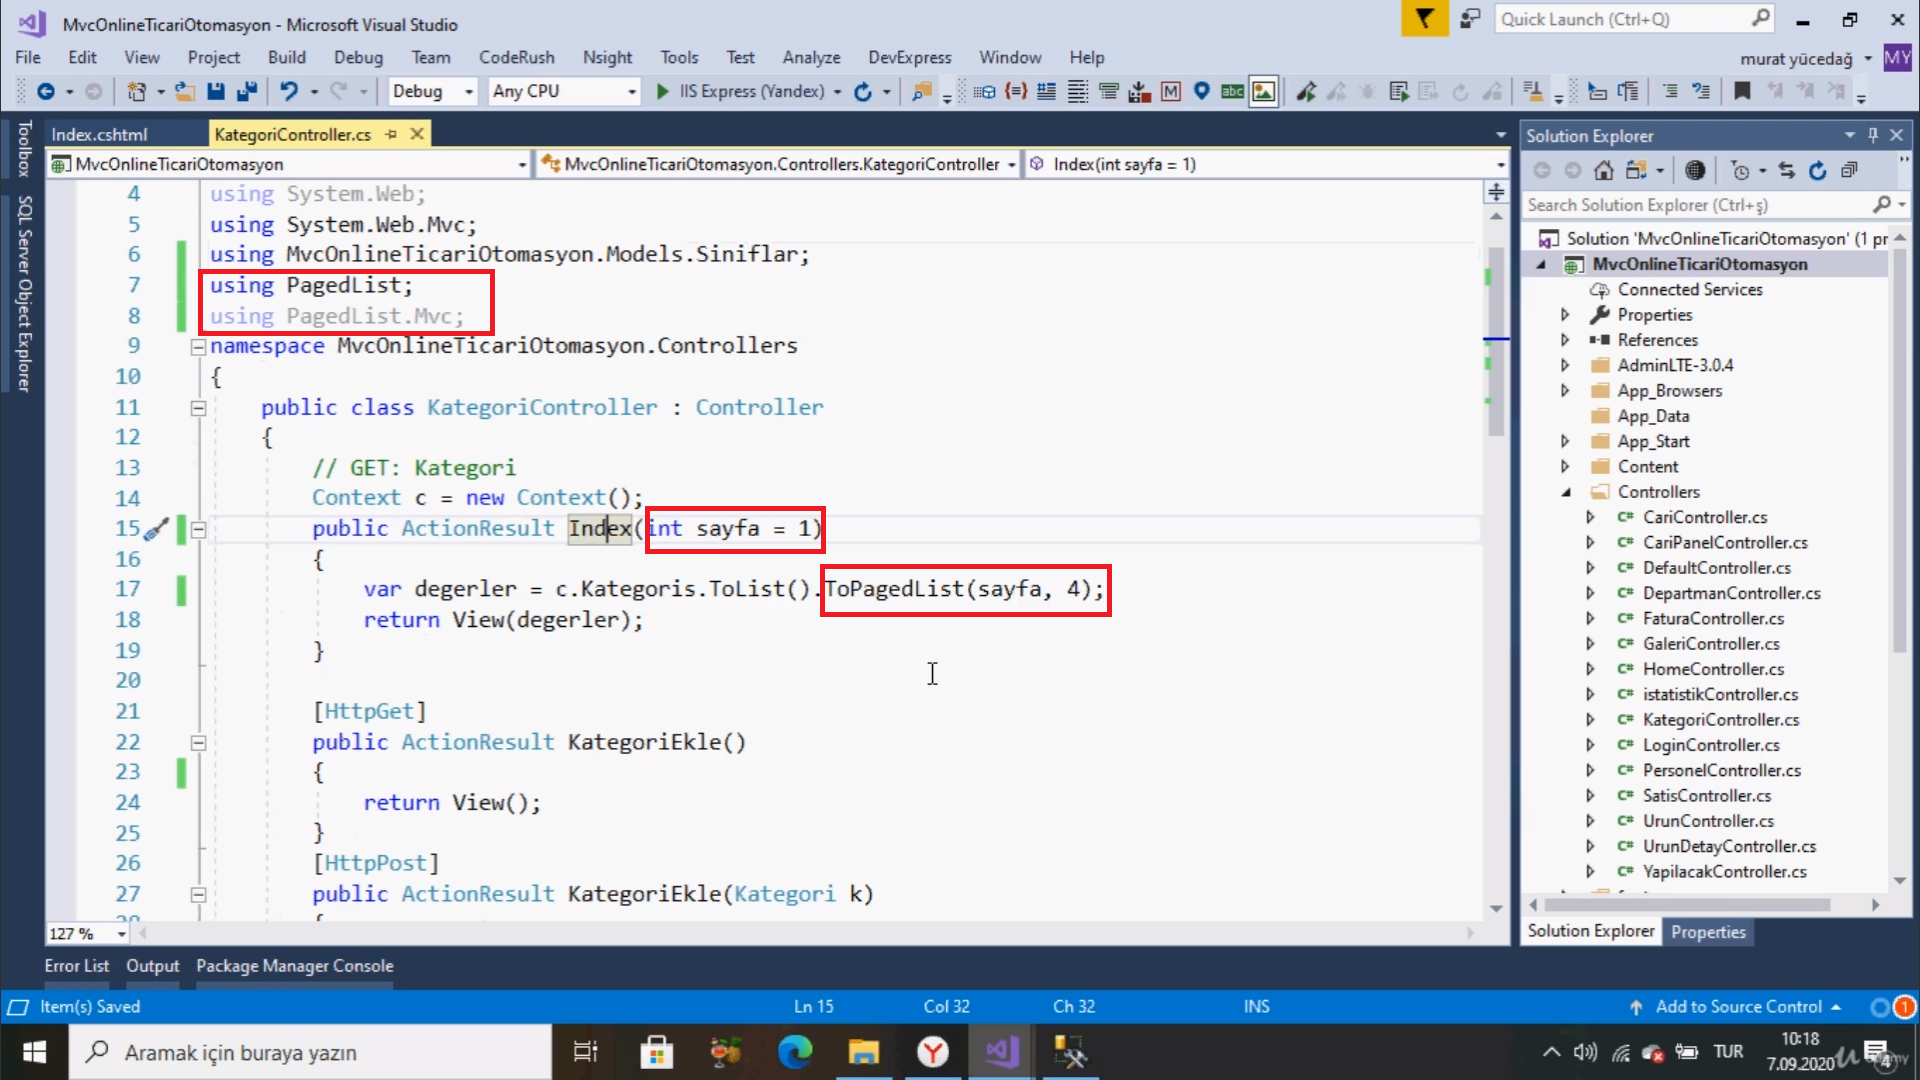 MvcOnlineTicariOtomasyon - Microsoft Visual Studio
Quick Launch (Ctrl+Q)
File Edit View Project Build Debug Team CodeRush Nsight Tools Test Analyze DevExpress Window Help
murat yücedağ MY
Debug Any CPU IIS Express (Yandex)
Index.cshtml KategoriController.cs
MvcOnlineTicariOtomasyon MvcOnlineTicariOtomasyon.Controllers.KategoriController Index(int sayfa = 1)
Toolbox
SQL Server Object Explorer
4 using System.Web;
5 using System.Web.Mvc;
6 using MvcOnlineTicariOtomasyon.Models.Siniflar;
7 using PagedList;
8 using PagedList.Mvc;
9 namespace MvcOnlineTicariOtomasyon.Controllers
10 {
11 public class KategoriController : Controller
12 {
13 // GET: Kategori
14 Context c = new Context();
15 public ActionResult Index(int sayfa = 1)
16 {
17 var degerler = c.Kategoris.ToList().ToPagedList(sayfa, 4);
18 return View(degerler);
19 }
20
21 [HttpGet]
22 public ActionResult KategoriEkle()
23 {
24 return View();
25 }
26 [HttpPost]
27 public ActionResult KategoriEkle(Kategori k)
127 %
Solution Explorer
Search Solution Explorer (Ctrl+ş)
Solution 'MvcOnlineTicariOtomasyon' (1 pr
MvcOnlineTicariOtomasyon
Connected Services
Properties
References
AdminLTE-3.0.4
App_Browsers
App_Data
App_Start
Content
Controllers
C# CariController.cs
C# CariPanelController.cs
C# DefaultController.cs
C# DepartmanController.cs
C# FaturaController.cs
C# GaleriController.cs
C# HomeController.cs
C# istatistikController.cs
C# KategoriController.cs
C# LoginController.cs
C# PersonelController.cs
C# SatisController.cs
C# UrunController.cs
C# UrunDetayController.cs
C# YapilacakController.cs
Solution Explorer Properties
Error List Output Package Manager Console
Item(s) Saved Ln 15 Col 32 Ch 32 INS Add to Source Control 1
Aramak için buraya yazın
TUR 10:18
7.09.2020 4